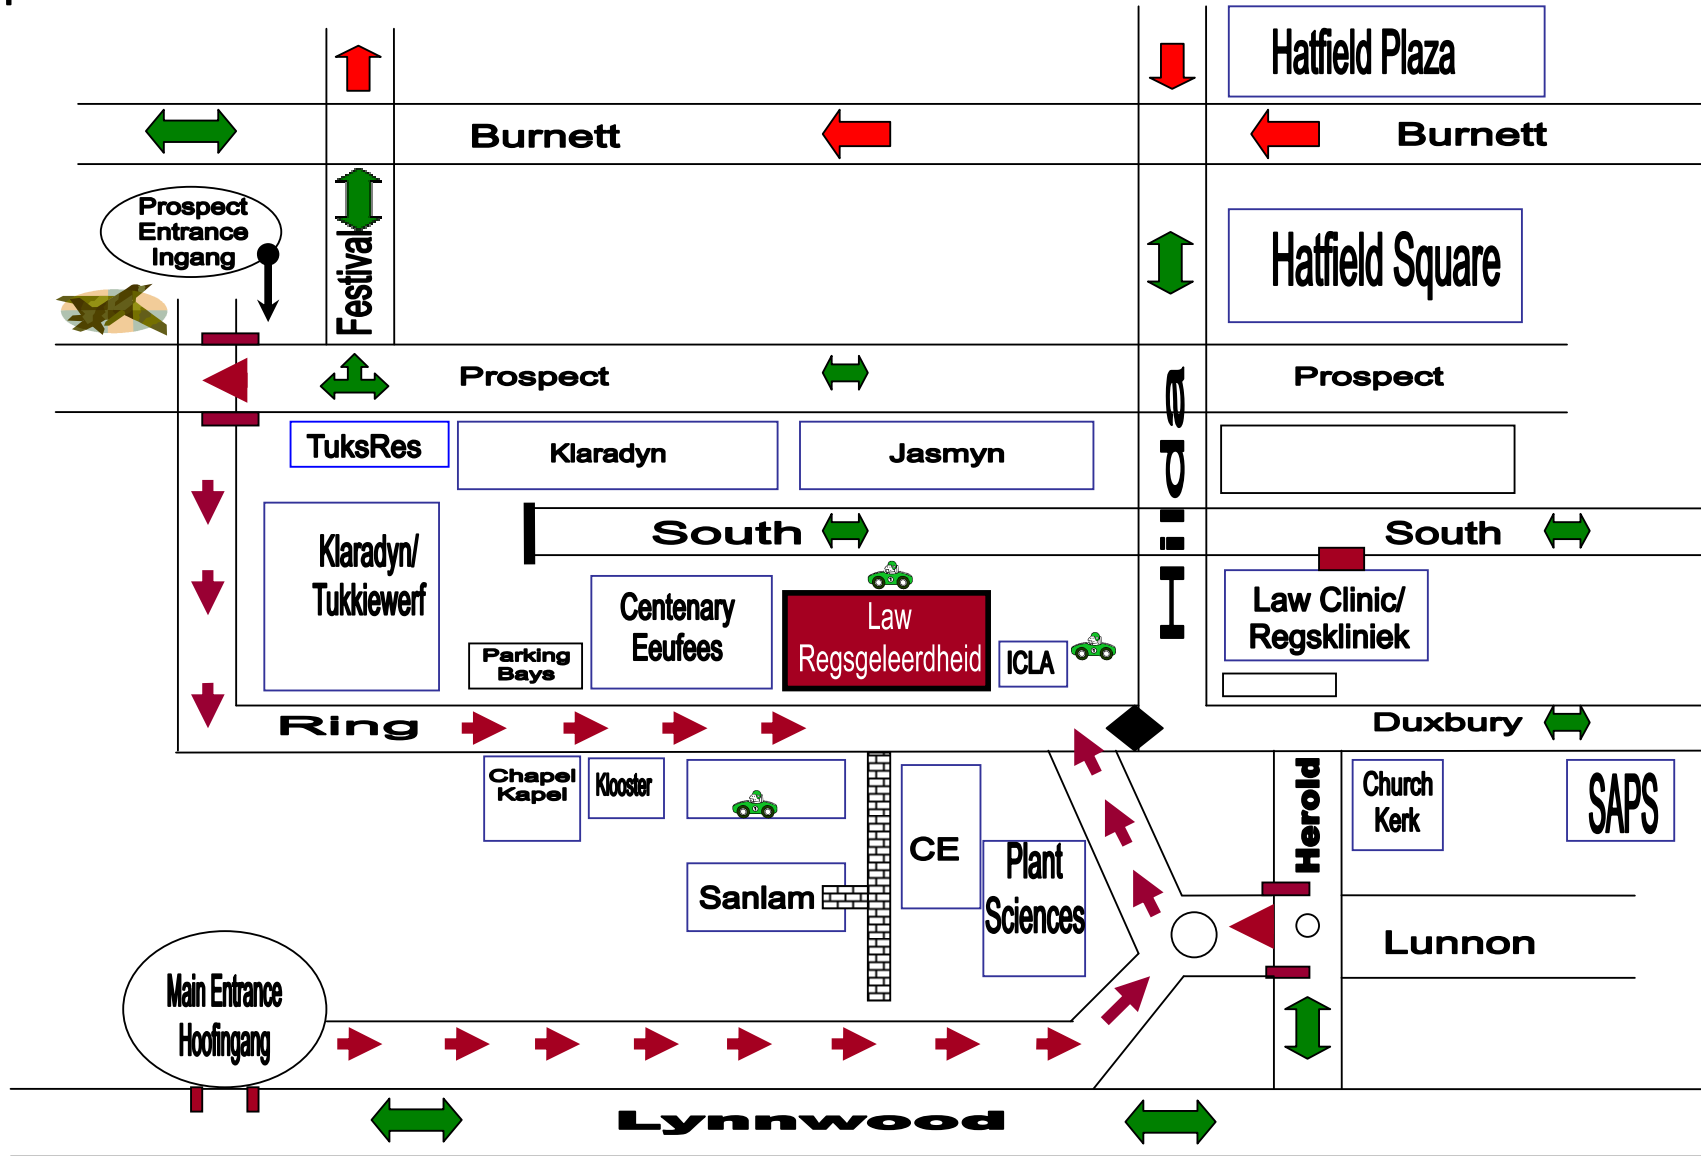 Hatfield Plaza
Burnett
Burnett
Prospect
Entrance
Ingang
Festival
Hatfield Square
Prospect
Prospect
Hilda
TuksRes
Klaradyn
Jasmyn
South
South
Klaradyn/
Tukkiewerf
Parking
Bays
Centenary
Eeufees
Law
Regsgeleerdheid
ICLA
Law Clinic/
Regskliniek
Ring
Duxbury
Chapel
Kapel
Klooster
CE
Plant
Sciences
Sanlam
Herold
Church
Kerk
SAPS
Lunnon
Main Entrance
Hoofingang
Lynnwood